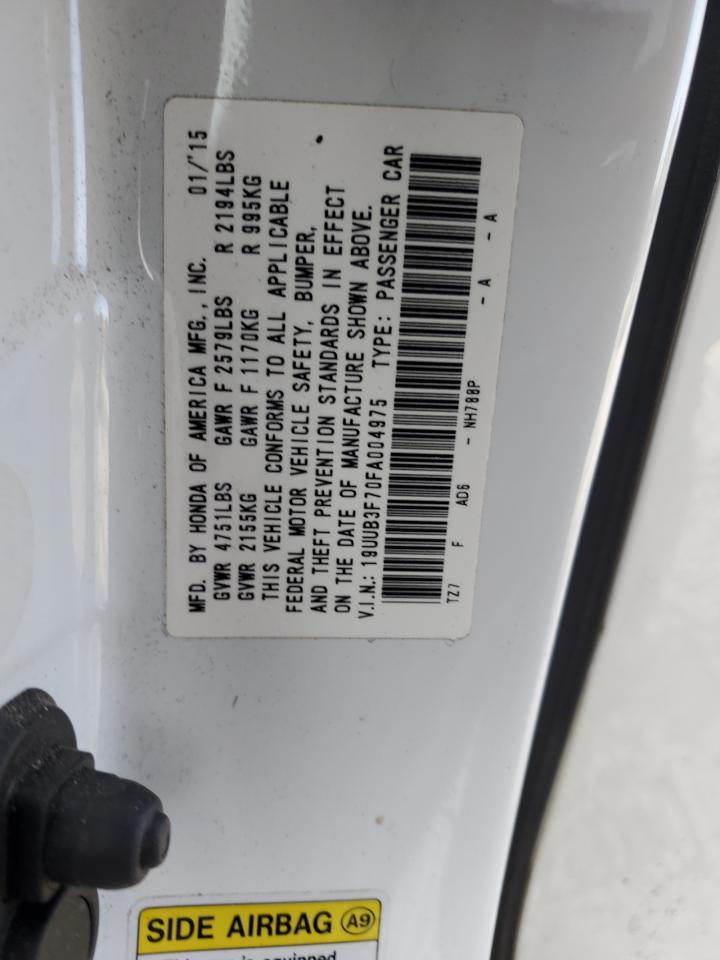 MFD. BY HONDA OF AMERICA MFG., INC. 01/'15
GVWR 4751LBS GAWR F 2579LBS R 2194LBS
GVWR 2155KG GAWR F 1170KG R 995KG
THIS VEHICLE CONFORMS TO ALL APPLICABLE
FEDERAL MOTOR VEHICLE SAFETY, BUMPER,
AND THEFT PREVENTION STANDARDS IN EFFECT
ON THE DATE OF MANUFACTURE SHOWN ABOVE.
V.I.N.: 19UUB3F70FA004975 TYPE: PASSENGER CAR
TZ7 F AD6 - NH788P - A - A
SIDE AIRBAG A9
is equipped